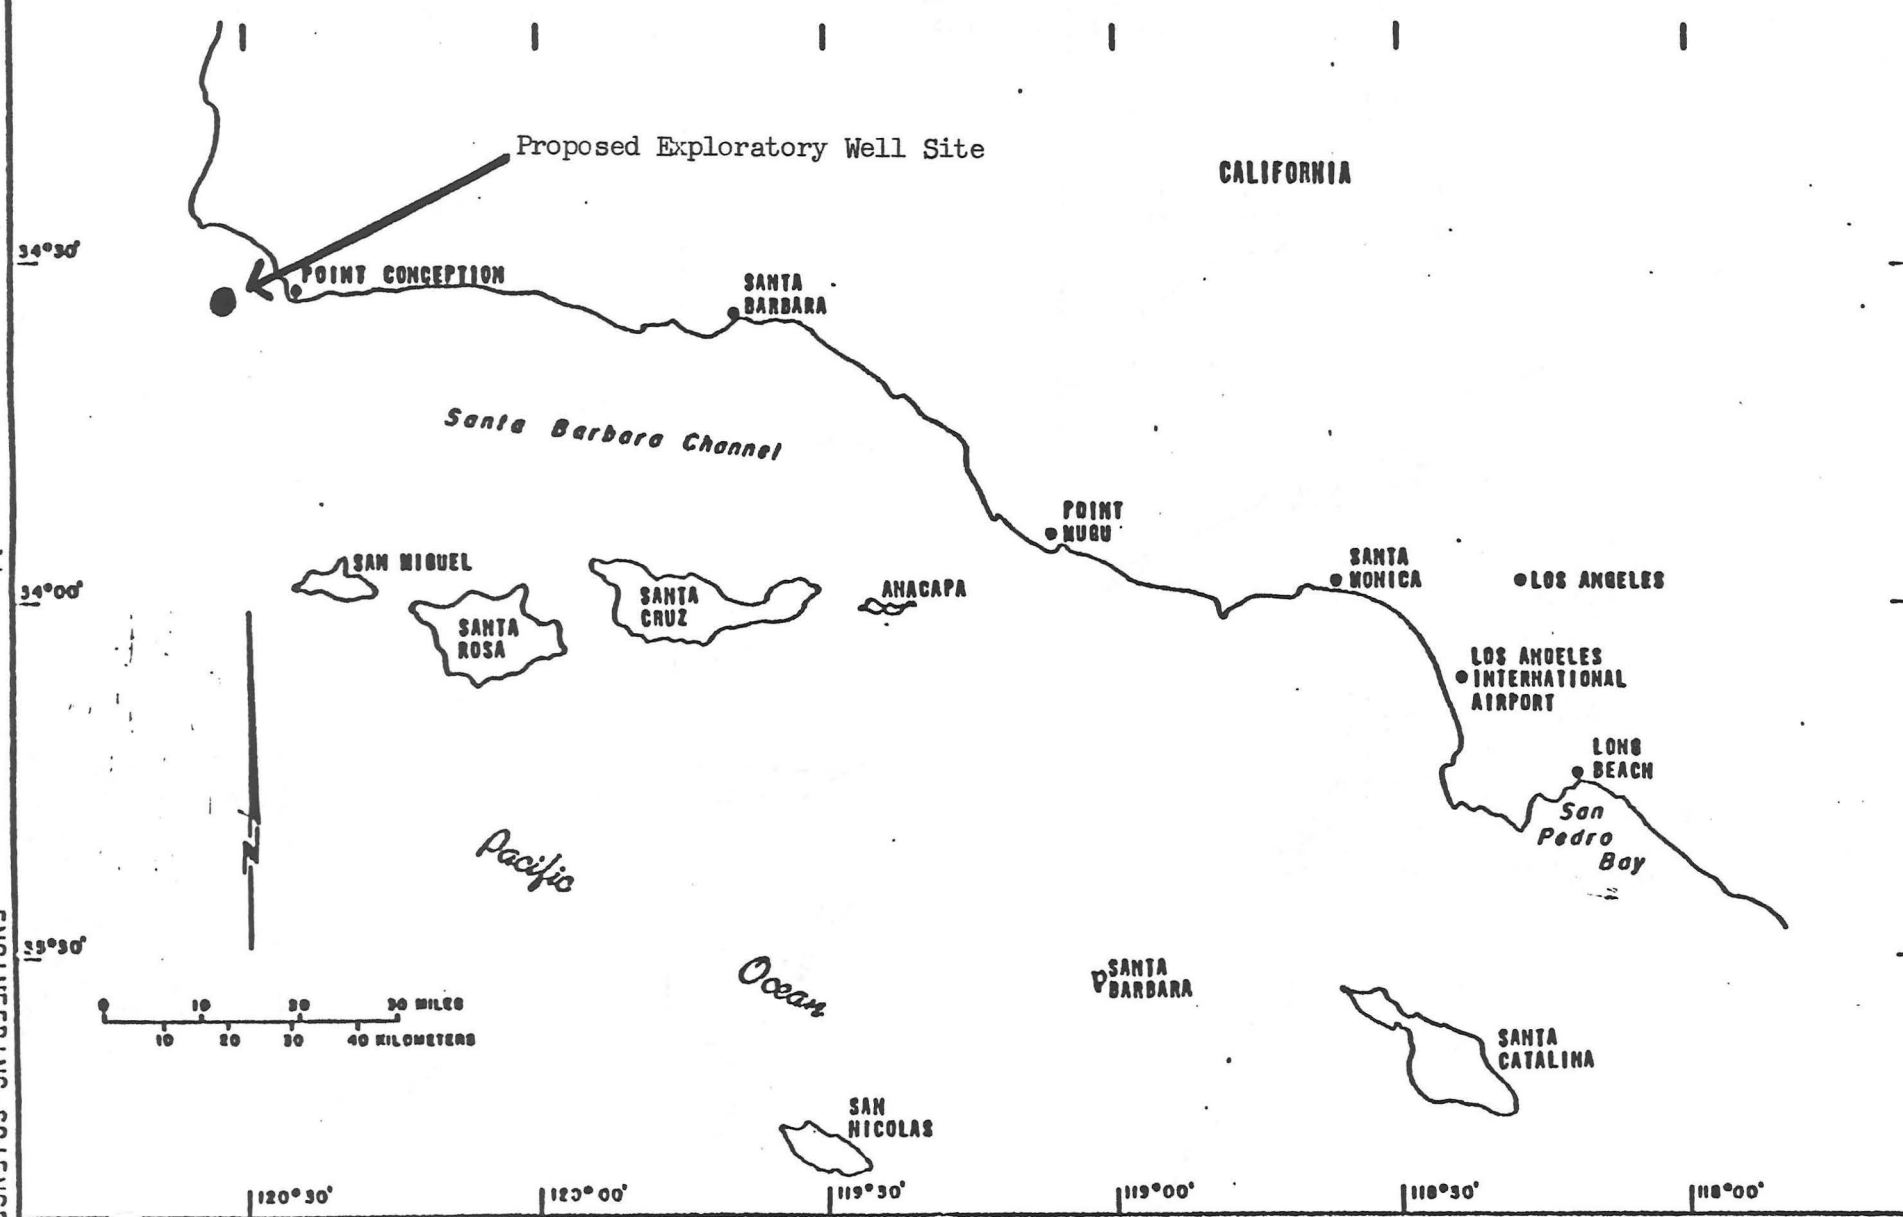 Proposed Exploratory Well Site
CALIFORNIA
34°30'
POINT CONCEPTION
SANTA
BARBARA
Santa Barbara Channel
POINT
MUGU
SAN MIGUEL
SANTA
MONICA
LOS ANGELES
34°00'
SANTA
ROSA
SANTA
CRUZ
ANACAPA
LOS ANGELES
INTERNATIONAL
AIRPORT
LONG
BEACH
San
Pedro
Bay
N
Pacific
Ocean
33°30'
SANTA
BARBARA
0 10 20 30 MILES
10 20 30 40 KILOMETERS
SANTA
CATALINA
SAN
NICOLAS
120°30' 120°00' 119°30' 119°00' 118°30' 118°00'